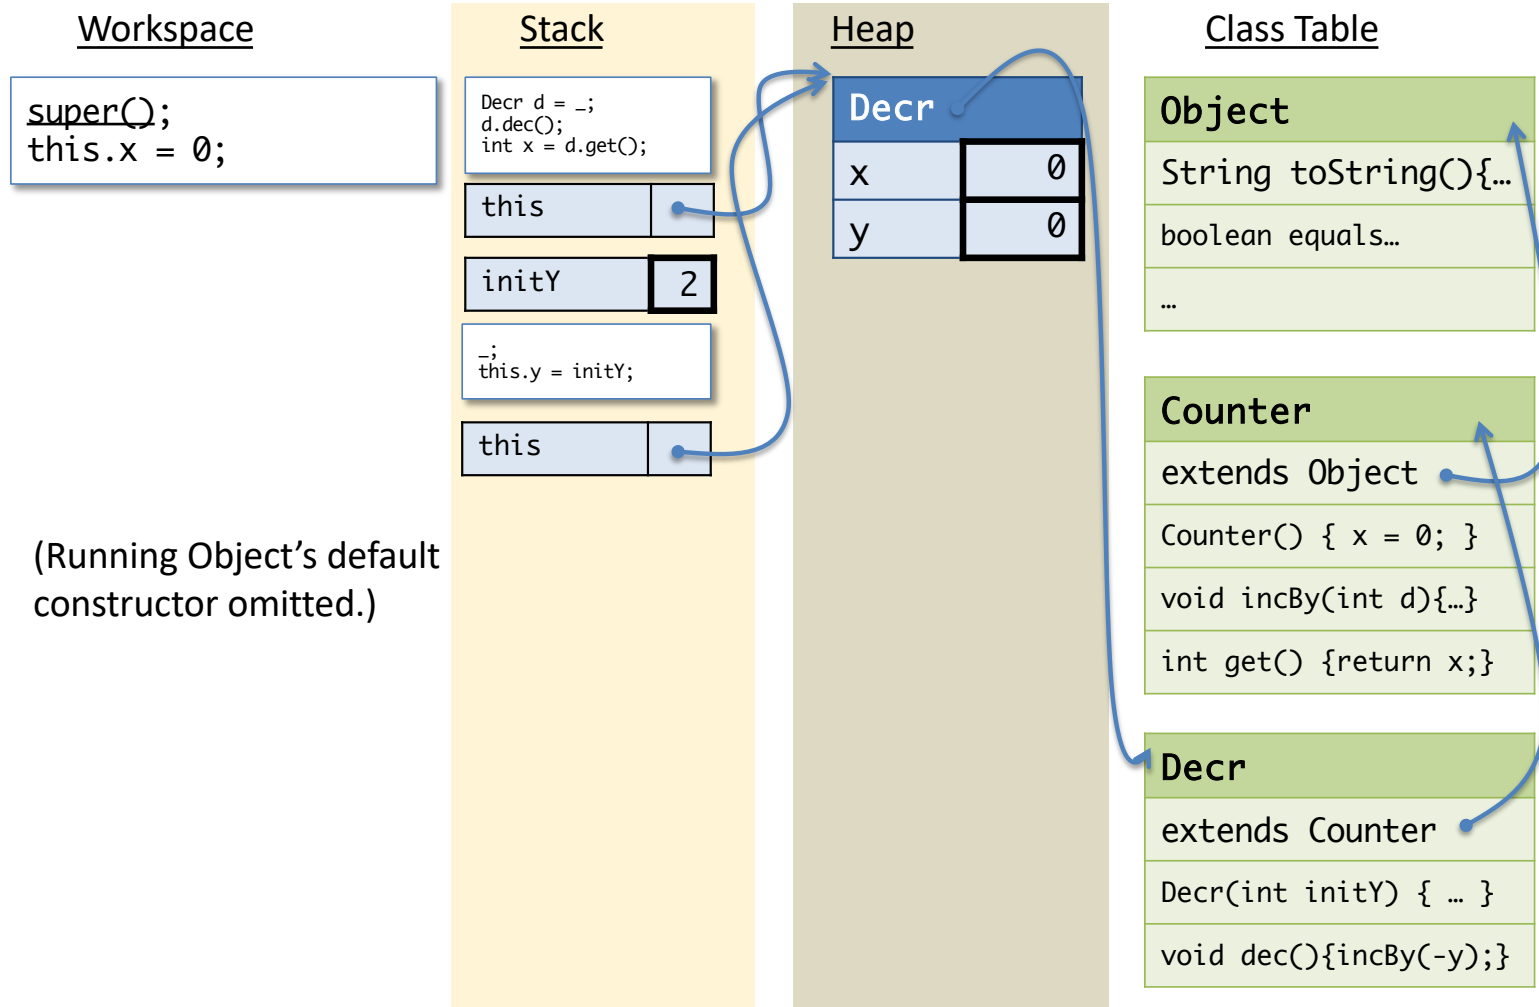 Workspace
super();
this.x = 0;
(Running Object’s default
constructor omitted.)
Stack
Decr d = _;
d.dec();
int x = d.get();
this
initY 2
_;
this.y = initY;
this
Heap
Decr
x 0
y 0
Class Table
Object
String toString(){…
boolean equals…
…
Counter
extends Object
Counter() { x = 0; }
void incBy(int d){…}
int get() {return x;}
Decr
extends Counter
Decr(int initY) { … }
void dec(){incBy(-y);}